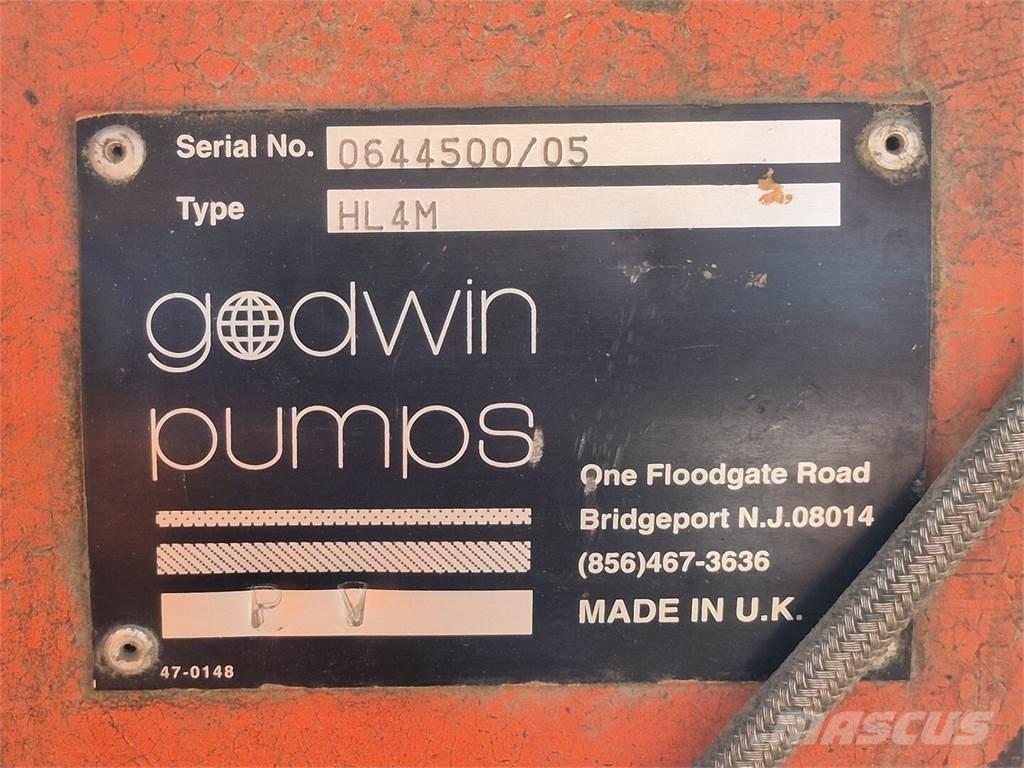 Serial No. 0644500/05
Type HL4M
godwin
pumps
One Floodgate Road
Bridgeport N.J.08014
(856)467-3636
MADE IN U.K.
P V
47-0148
MASCUS